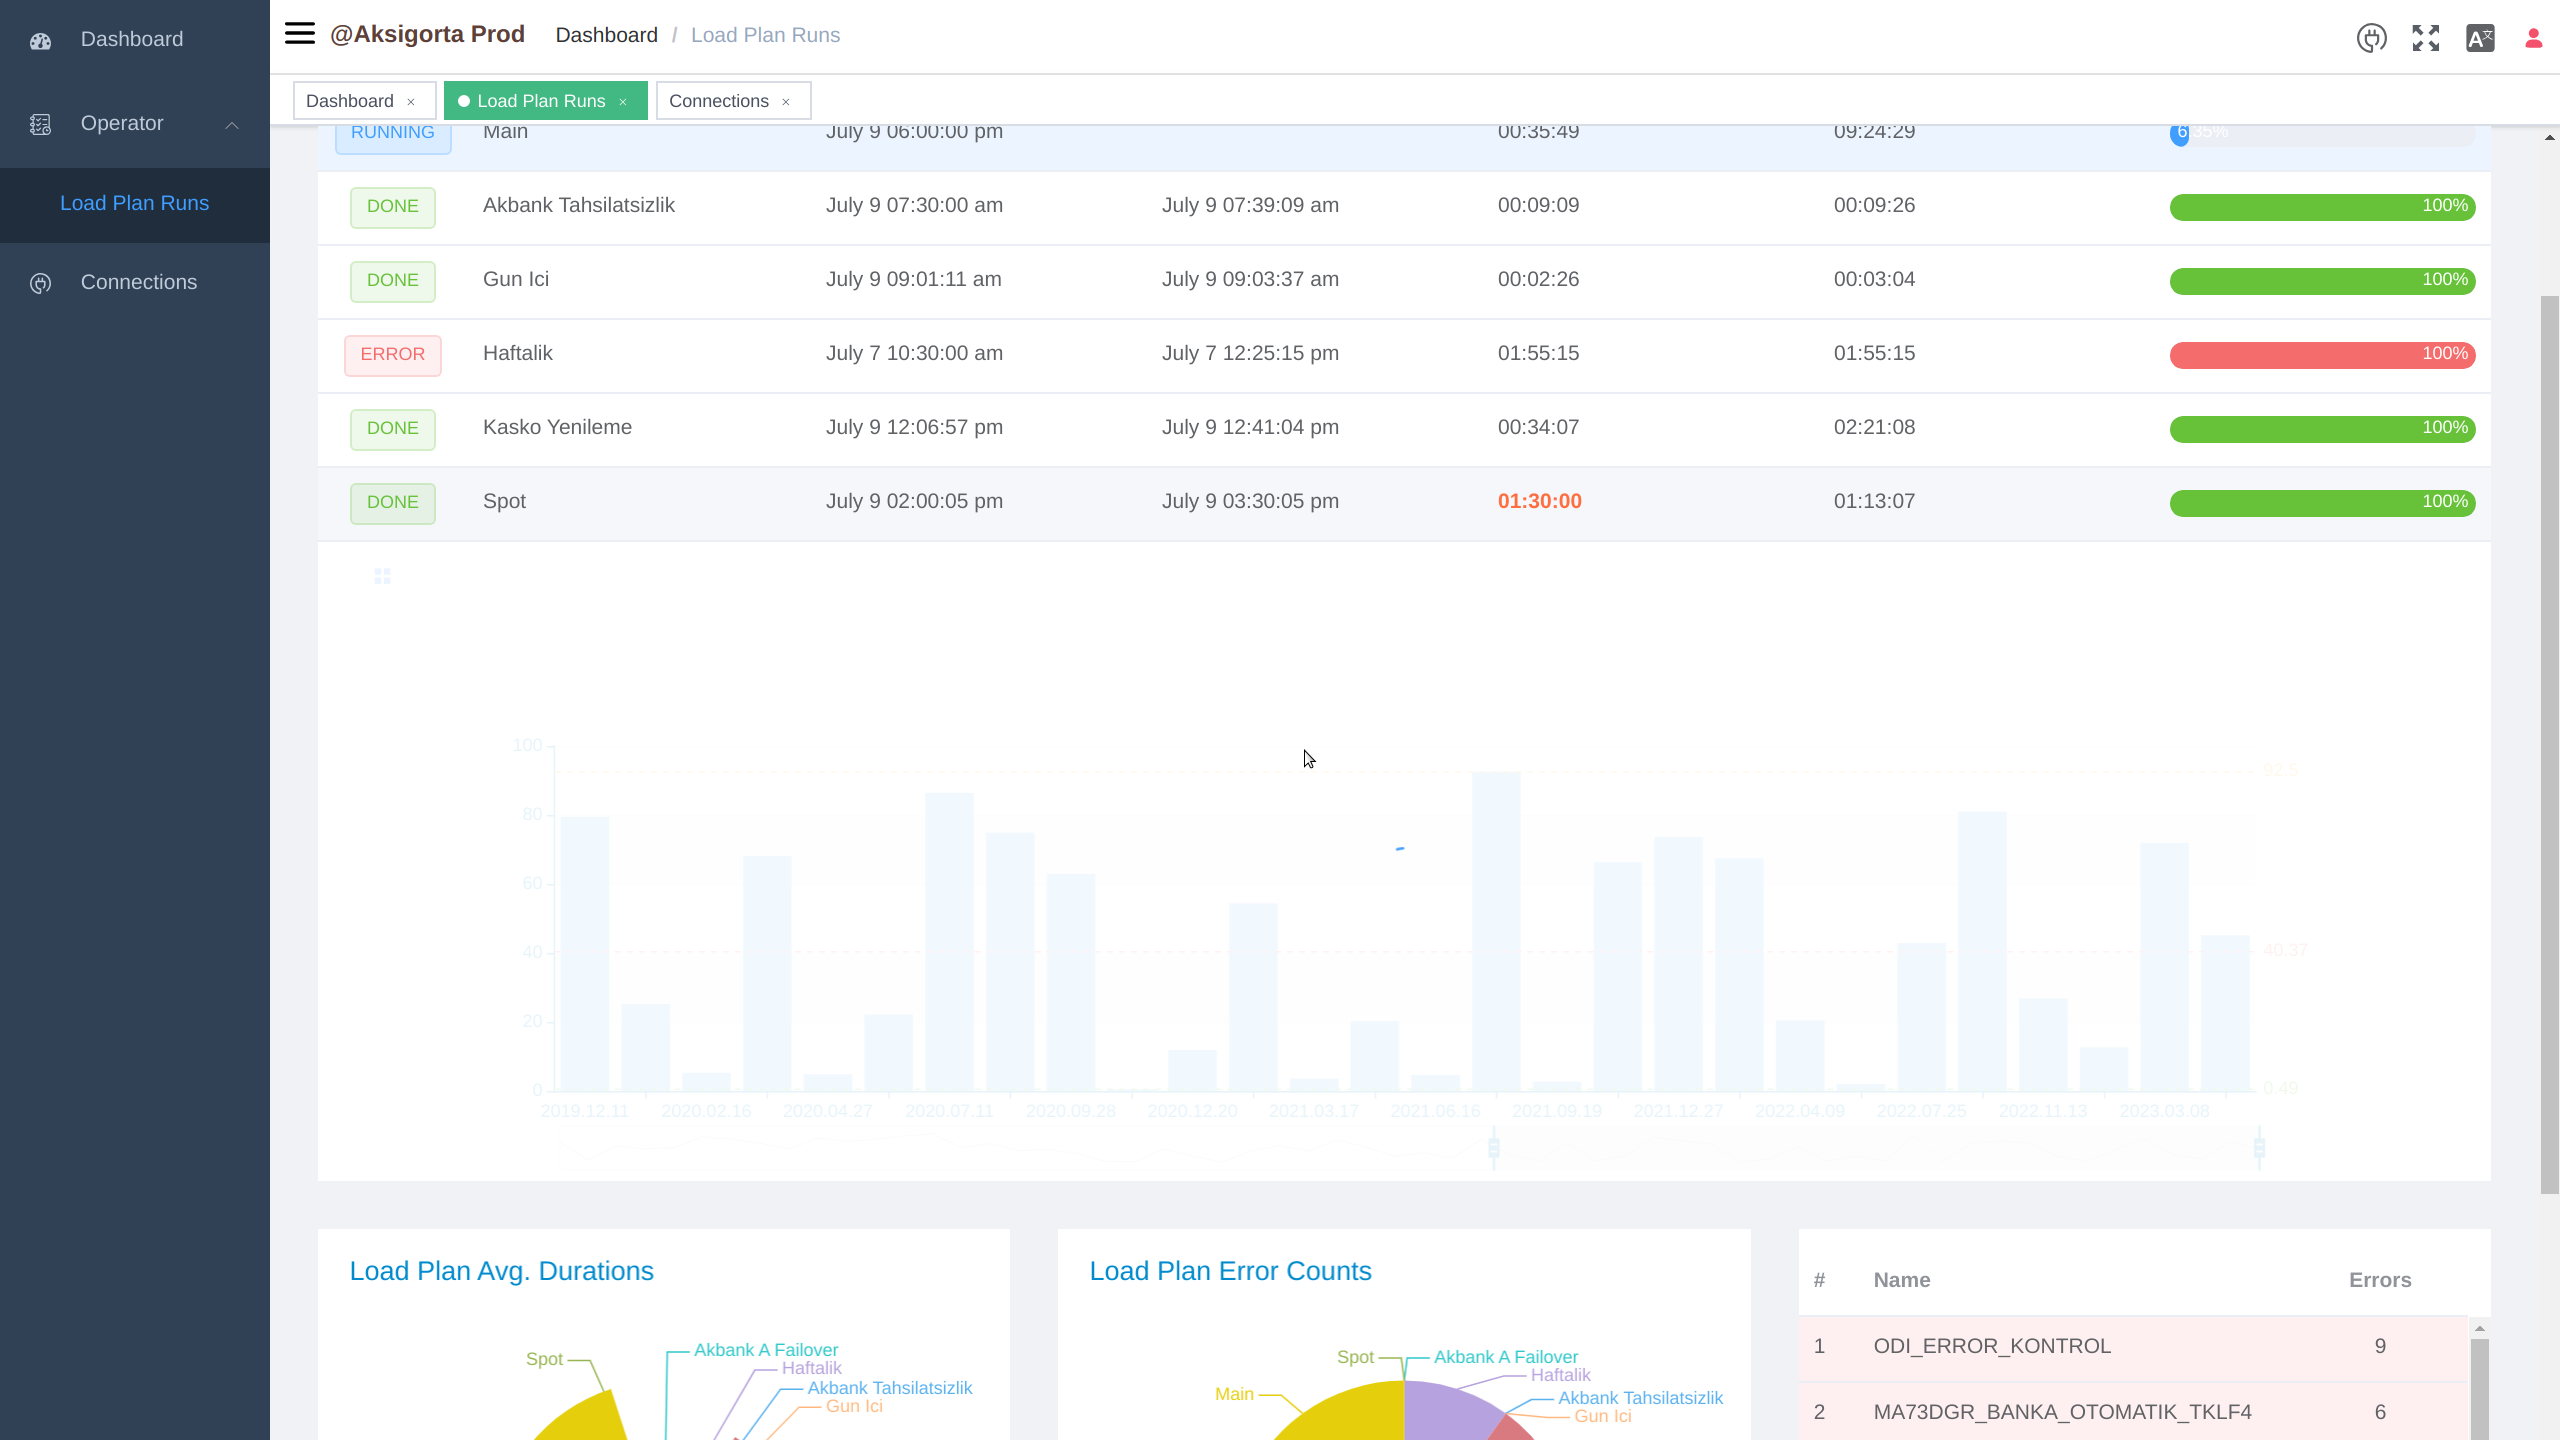 Dashboard
Operator
Load Plan Runs
Connections
@Aksigorta Prod Dashboard / Load Plan Runs
Dashboard × Load Plan Runs × Connections ×
RUNNING Main July 9 06:00:00 pm 00:35:49 09:24:29 6.35%
DONE Akbank Tahsilatsizlik July 9 07:30:00 am July 9 07:39:09 am 00:09:09 00:09:26 100%
DONE Gun Ici July 9 09:01:11 am July 9 09:03:37 am 00:02:26 00:03:04 100%
ERROR Haftalik July 7 10:30:00 am July 7 12:25:15 pm 01:55:15 01:55:15 100%
DONE Kasko Yenileme July 9 12:06:57 pm July 9 12:41:04 pm 00:34:07 02:21:08 100%
DONE Spot July 9 02:00:05 pm July 9 03:30:05 pm 01:30:00 01:13:07 100%
100
92.5
80
60
40
40.37
20
0
0.49
2019.12.11 2020.02.16 2020.04.27 2020.07.11 2020.09.28 2020.12.20 2021.03.17 2021.06.16 2021.09.19 2021.12.27 2022.04.09 2022.07.25 2022.11.13 2023.03.08
Load Plan Avg. Durations
Spot
Akbank A Failover
Haftalik
Akbank Tahsilatsizlik
Gun Ici
Load Plan Error Counts
Spot
Akbank A Failover
Haftalik
Main
Akbank Tahsilatsizlik
Gun Ici
# Name Errors
1 ODI_ERROR_KONTROL 9
2 MA73DGR_BANKA_OTOMATIK_TKLF4 6